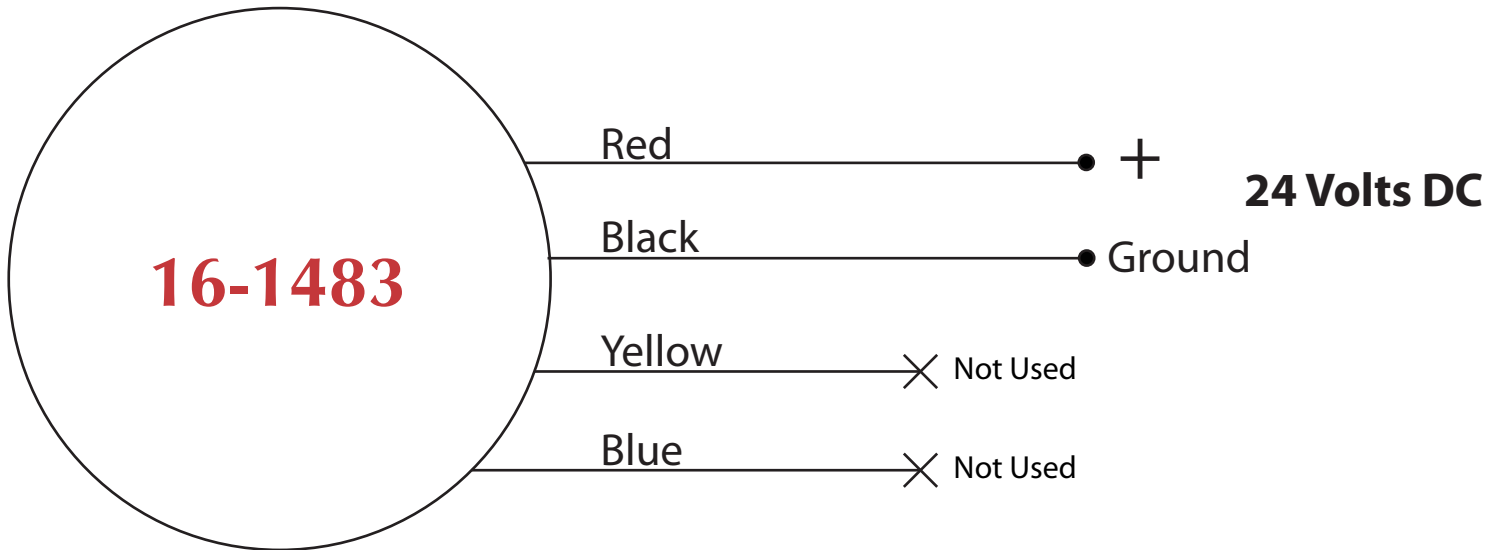 Red
+
24 Volts DC
Black
Ground
16-1483
Yellow
Not Used
Blue
Not Used